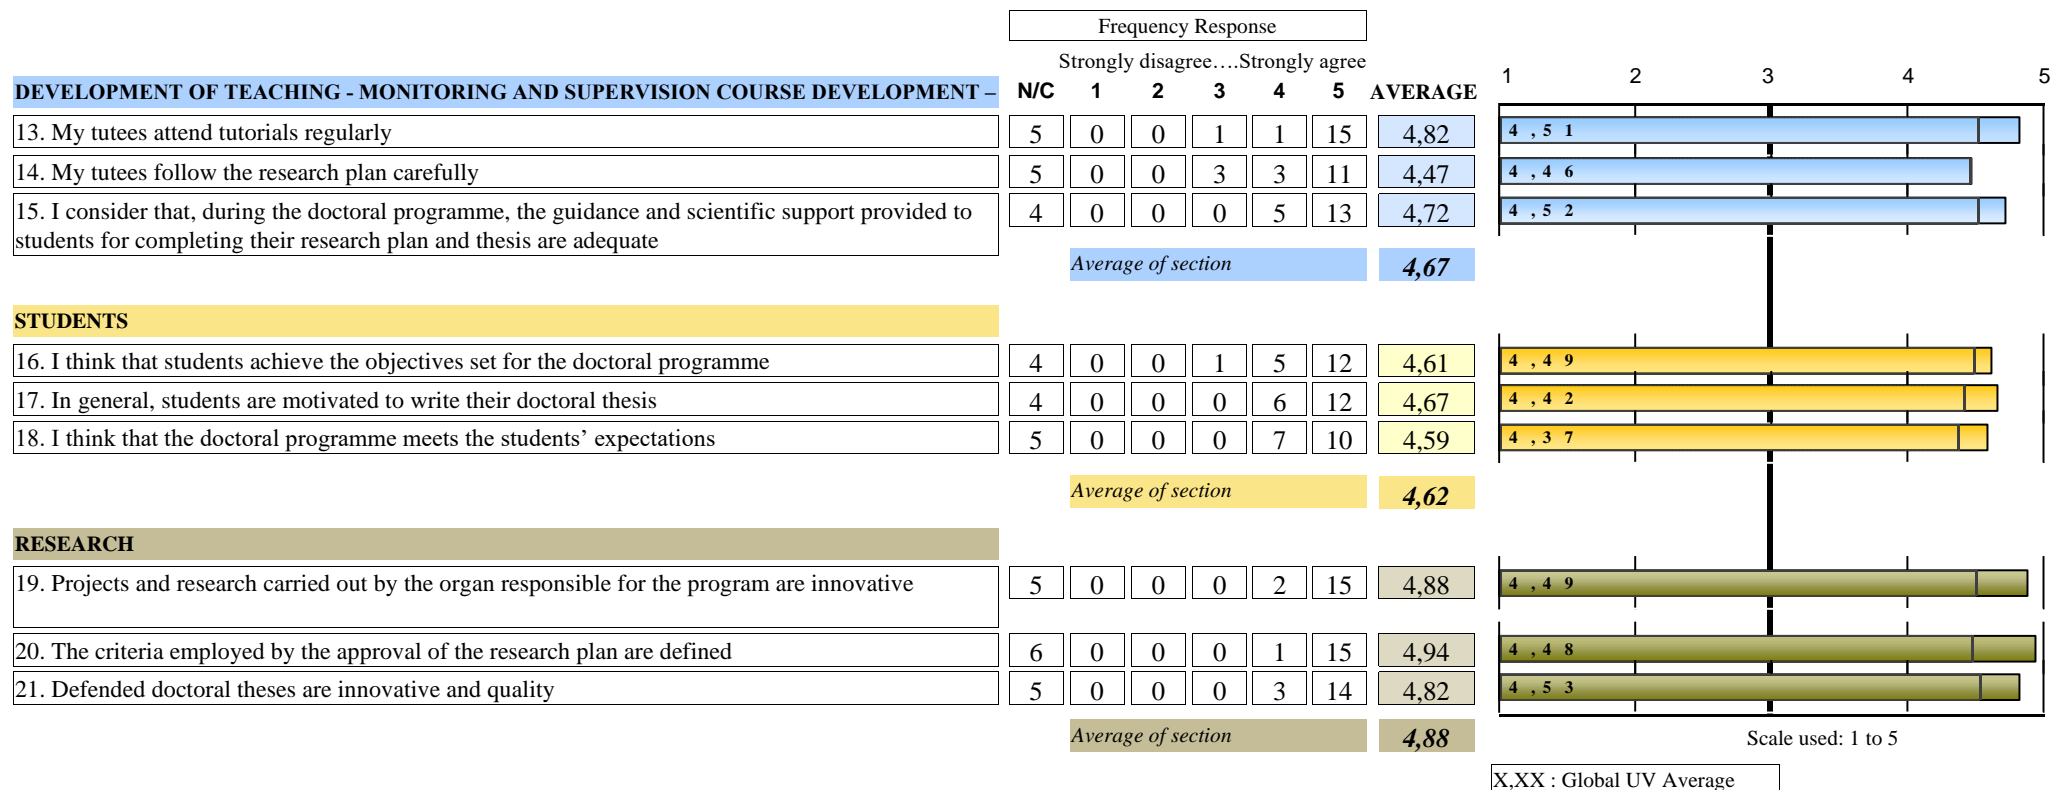 Frequency Response
Strongly disagree….Strongly agree
DEVELOPMENT OF TEACHING - MONITORING AND SUPERVISION COURSE DEVELOPMENT – N/C 1 2 3 4 5 AVERAGE 1 2 3 4 5
13. My tutees attend tutorials regularly 5 0 0 1 1 15 4,82 4,51
14. My tutees follow the research plan carefully 5 0 0 3 3 11 4,47 4,46
15. I consider that, during the doctoral programme, the guidance and scientific support provided to 4 0 0 0 5 13 4,72 4,52
students for completing their research plan and thesis are adequate
Average of section 4,67
STUDENTS
16. I think that students achieve the objectives set for the doctoral programme 4 0 0 1 5 12 4,61 4,49
17. In general, students are motivated to write their doctoral thesis 4 0 0 0 6 12 4,67 4,42
18. I think that the doctoral programme meets the students’ expectations 5 0 0 0 7 10 4,59 4,37
Average of section 4,62
RESEARCH
19. Projects and research carried out by the organ responsible for the program are innovative 5 0 0 0 2 15 4,88 4,49
20. The criteria employed by the approval of the research plan are defined 6 0 0 0 1 15 4,94 4,48
21. Defended doctoral theses are innovative and quality 5 0 0 0 3 14 4,82 4,53
Average of section 4,88
Scale used: 1 to 5
X,XX : Global UV Average